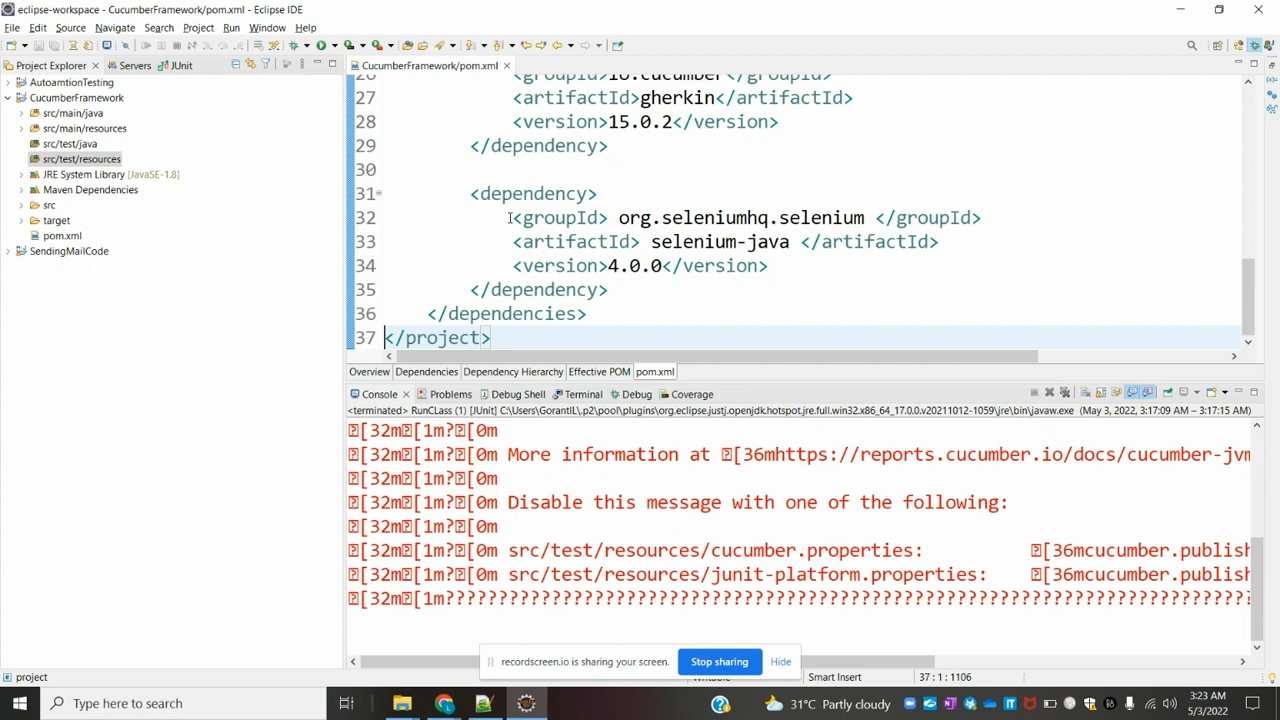 eclipse-workspace - CucumberFramework/pom.xml - Eclipse IDE
File Edit Source Navigate Search Project Run Window Help
Project Explorer Servers JUnit
AutoamtionTesting
CucumberFramework
src/main/java
src/main/resources
src/test/java
src/test/resources
JRE System Library [JavaSE-1.8]
Maven Dependencies
src
target
pom.xml
SendingMailCode
CucumberFramework/pom.xml
26 <groupId>io.cucumber</groupId>
27 <artifactId>gherkin</artifactId>
28 <version>15.0.2</version>
29 </dependency>
30
31 <dependency>
32 <groupId> org.seleniumhq.selenium </groupId>
33 <artifactId> selenium-java </artifactId>
34 <version>4.0.0</version>
35 </dependency>
36 </dependencies>
37 </project>
Overview Dependencies Dependency Hierarchy Effective POM pom.xml
Console Problems Debug Shell Terminal Debug Coverage
<terminated> RunCLass (1) [JUnit] C:\Users\GorantlL\.p2\pool\plugins\org.eclipse.justj.openjdk.hotspot.jre.full.win32.x86_64_17.0.0.v20211012-1059\jre\bin\javaw.exe (May 3, 2022, 3:17:09 AM – 3:17:15 AM)
[32m[1m?[0m
[32m[1m?[0m More information at [36mhttps://reports.cucumber.io/docs/cucumber-jvm
[32m[1m?[0m
[32m[1m?[0m Disable this message with one of the following:
[32m[1m?[0m
[32m[1m?[0m src/test/resources/cucumber.properties: [36mcucumber.publish
[32m[1m?[0m src/test/resources/junit-platform.properties: [36mcucumber.publish
[32m[1m????????????????????????????????????????????????????????????????????????????
recordscreen.io is sharing your screen. Stop sharing Hide
project Writable Smart Insert 37 : 1 : 1106
Type here to search
31°C Partly cloudy
3:23 AM
5/3/2022